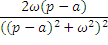 2ω(p − a)
((p − a)² + ω²)²